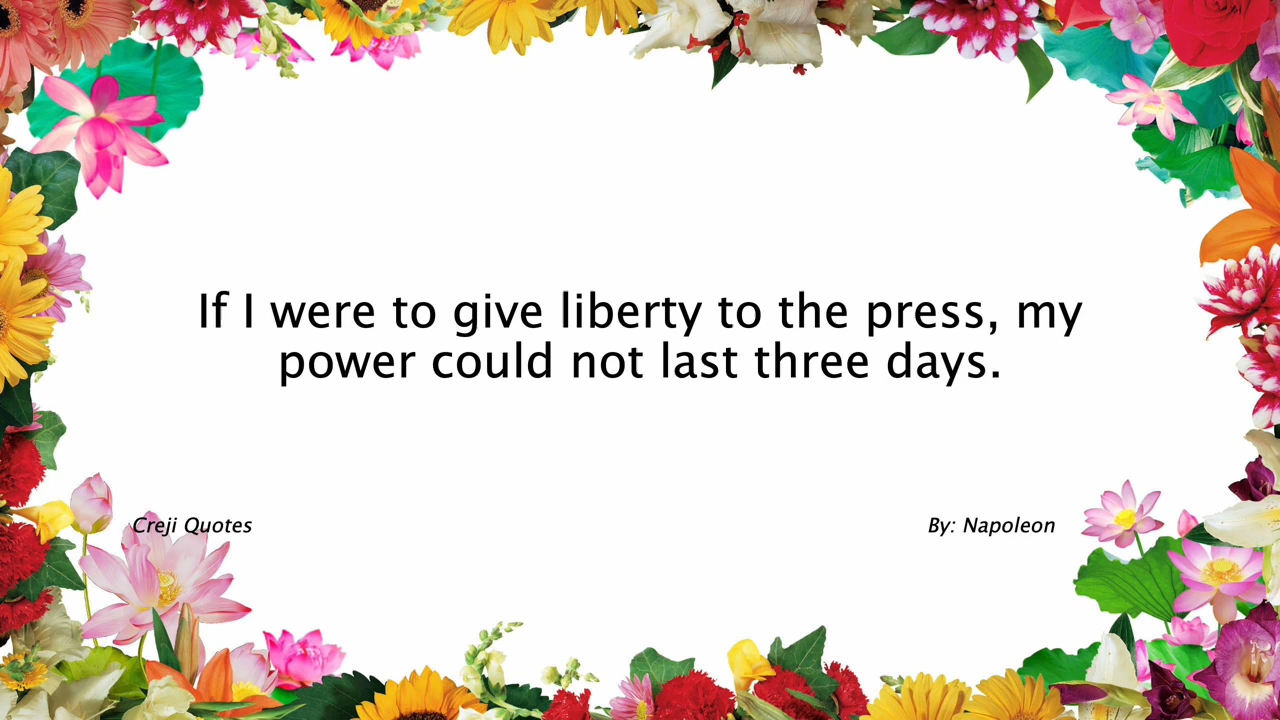 If I were to give liberty to the press, my
power could not last three days.
Creji Quotes
By: Napoleon